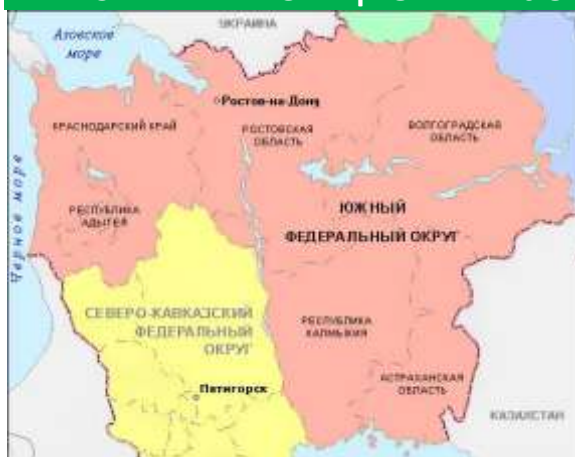 УКРАИНА
Азовское
море
Ростов-на-Дону
КРАСНОДАРСКИЙ КРАЙ
РОСТОВСКАЯ
ОБЛАСТЬ
ВОЛГОГРАДСКАЯ
ОБЛАСТЬ
Черное море
РЕСПУБЛИКА
АДЫГЕЯ
ЮЖНЫЙ
ФЕДЕРАЛЬНЫЙ ОКРУГ
СЕВЕРО-КАВКАЗСКИЙ
ФЕДЕРАЛЬНЫЙ
ОКРУГ
РЕСПУБЛИКА
КАЛМЫКИЯ
Пятигорск
АСТРАХАНСКАЯ
ОБЛАСТЬ
КАЗАХСТАН